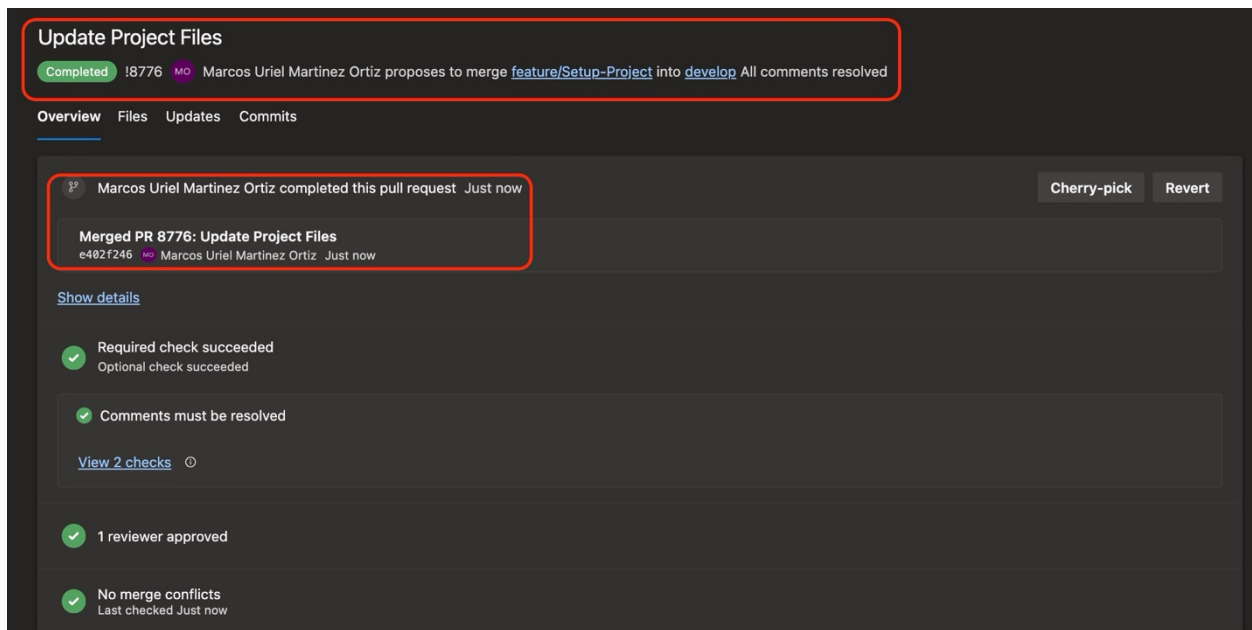 Update Project Files
Completed !8776 MO Marcos Uriel Martinez Ortiz proposes to merge feature/Setup-Project into develop All comments resolved
Overview Files Updates Commits
Marcos Uriel Martinez Ortiz completed this pull request Just now
Cherry-pick Revert
Merged PR 8776: Update Project Files
e402f246 MO Marcos Uriel Martinez Ortiz Just now
Show details
Required check succeeded
Optional check succeeded
Comments must be resolved
View 2 checks
1 reviewer approved
No merge conflicts
Last checked Just now